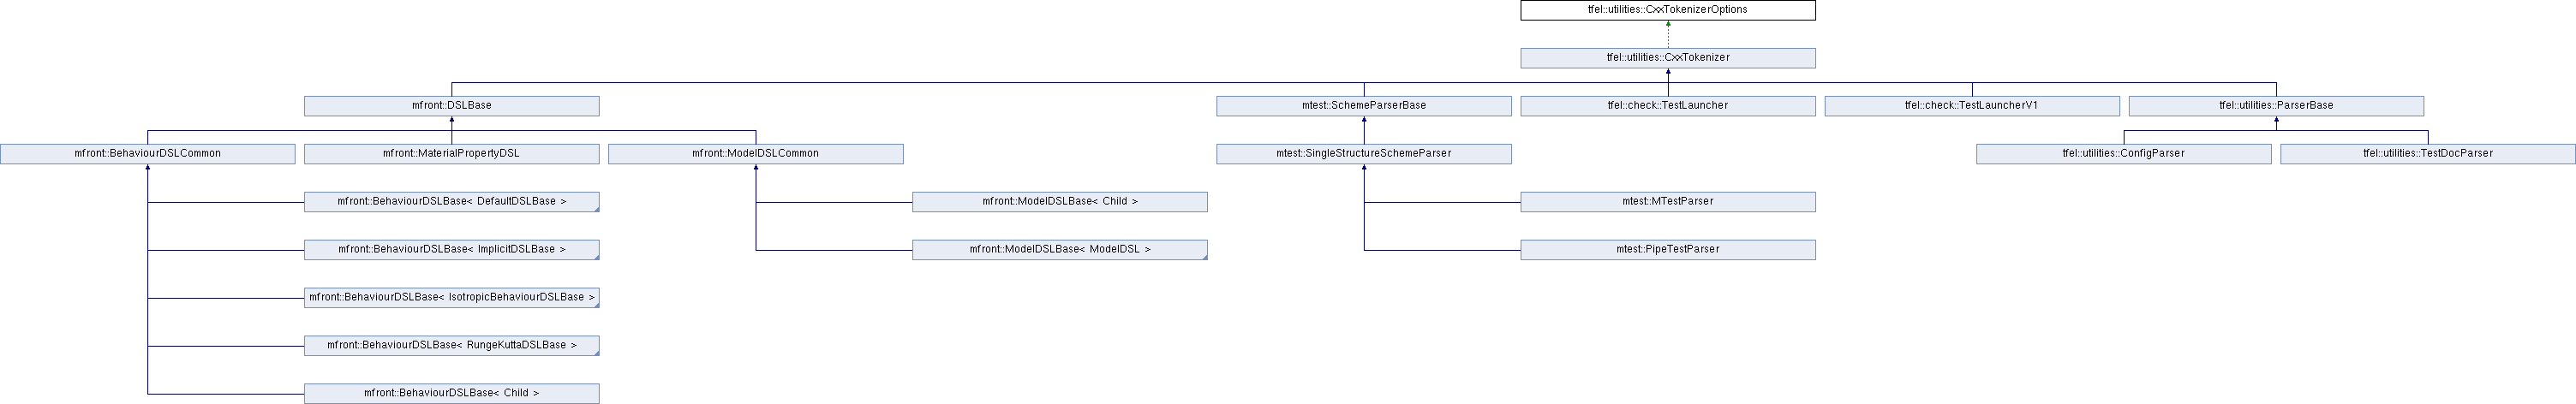 tfel::utilities::CxxTokenizerOptions
tfel::utilities::CxxTokenizer
mfront::DSLBase
mtest::SchemeParserBase
tfel::check::TestLauncher
tfel::check::TestLauncherV1
tfel::utilities::ParserBase
mfront::BehaviourDSLCommon
mfront::MaterialPropertyDSL
mfront::ModelDSLCommon
mtest::SingleStructureSchemeParser
tfel::utilities::ConfigParser
tfel::utilities::TestDocParser
mfront::BehaviourDSLBase< DefaultDSLBase >
mfront::ModelDSLBase< Child >
mtest::MTestParser
mfront::BehaviourDSLBase< ImplicitDSLBase >
mfront::ModelDSLBase< ModelDSL >
mtest::PipeTestParser
mfront::BehaviourDSLBase< IsotropicBehaviourDSLBase >
mfront::BehaviourDSLBase< RungeKuttaDSLBase >
mfront::BehaviourDSLBase< Child >